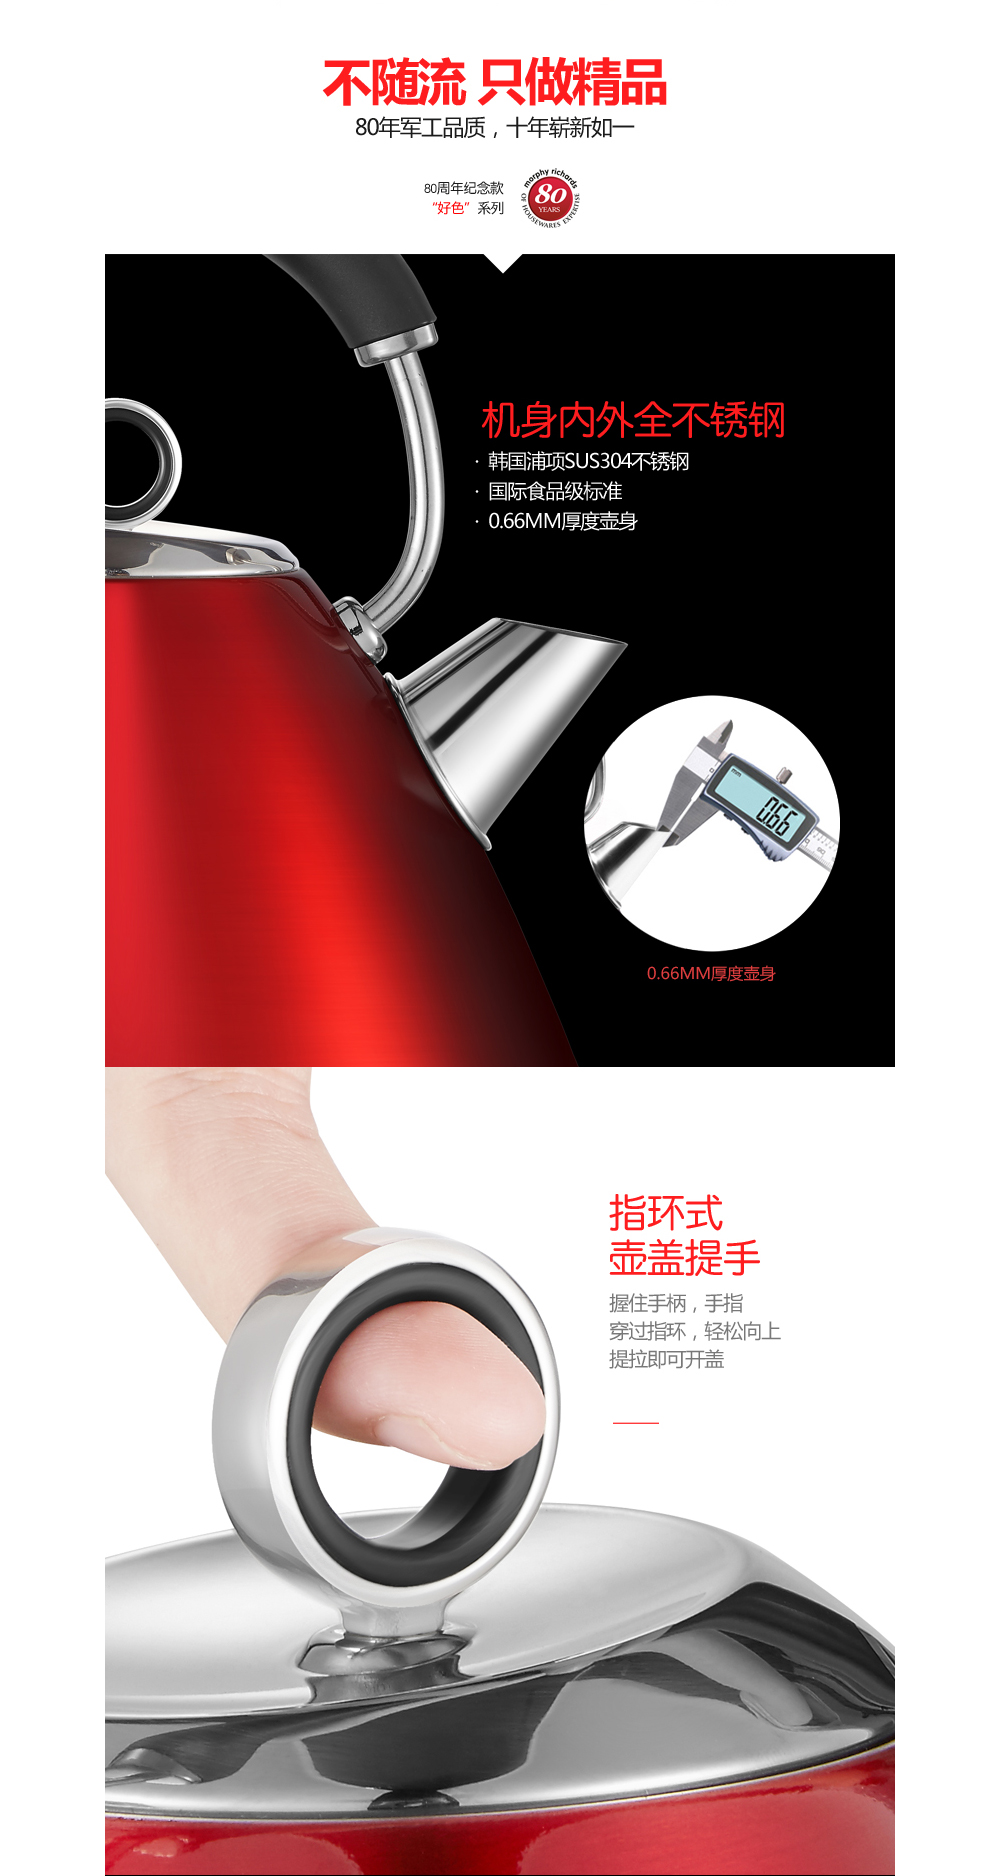 不随流 只做精品
80年军工品质，十年崭新如一
80周年纪念款
“好色”系列
morphy richards
80
YEARS
OF HOUSEWARES EXPERTISE
机身内外全不锈钢
· 韩国浦项SUS304不锈钢
· 国际食品级标准
· 0.66MM厚度壶身
mm
0.66
0.66MM厚度壶身
指环式
壶盖提手
握住手柄，手指
穿过指环，轻松向上
提拉即可开盖